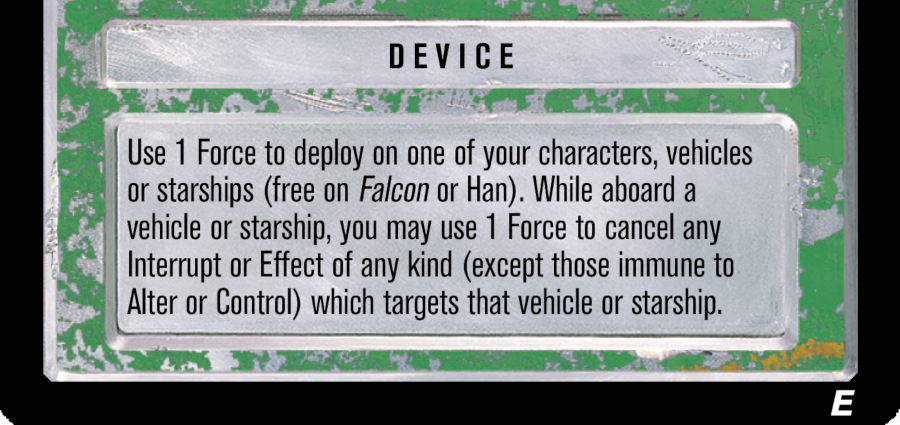 DEVICE
Use 1 Force to deploy on one of your characters, vehicles
or starships (free on Falcon or Han). While aboard a
vehicle or starship, you may use 1 Force to cancel any
Interrupt or Effect of any kind (except those immune to
Alter or Control) which targets that vehicle or starship.
E